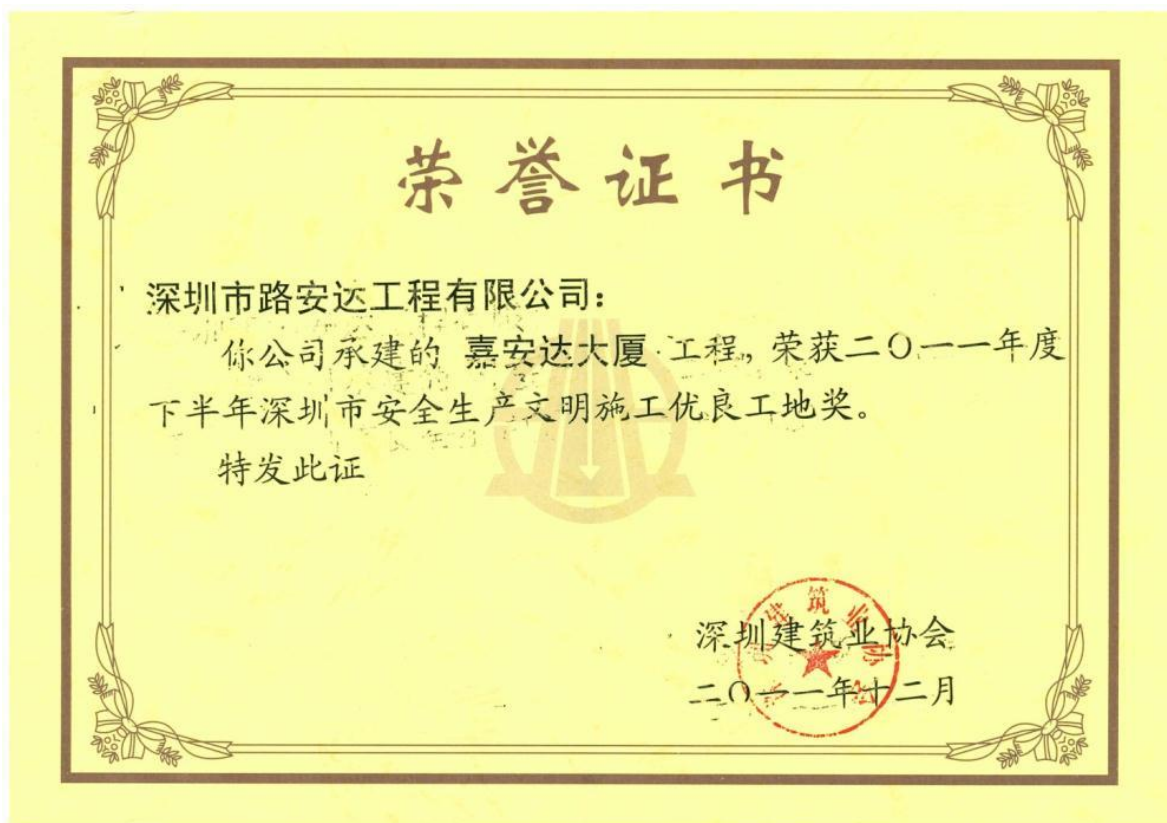 荣誉证书
深圳市路安达工程有限公司：
你公司承建的 嘉安达大厦 工程，荣获二〇一一年度
下半年深圳市安全生产文明施工优良工地奖。
特发此证
深圳建筑业协会
二〇一一年十二月